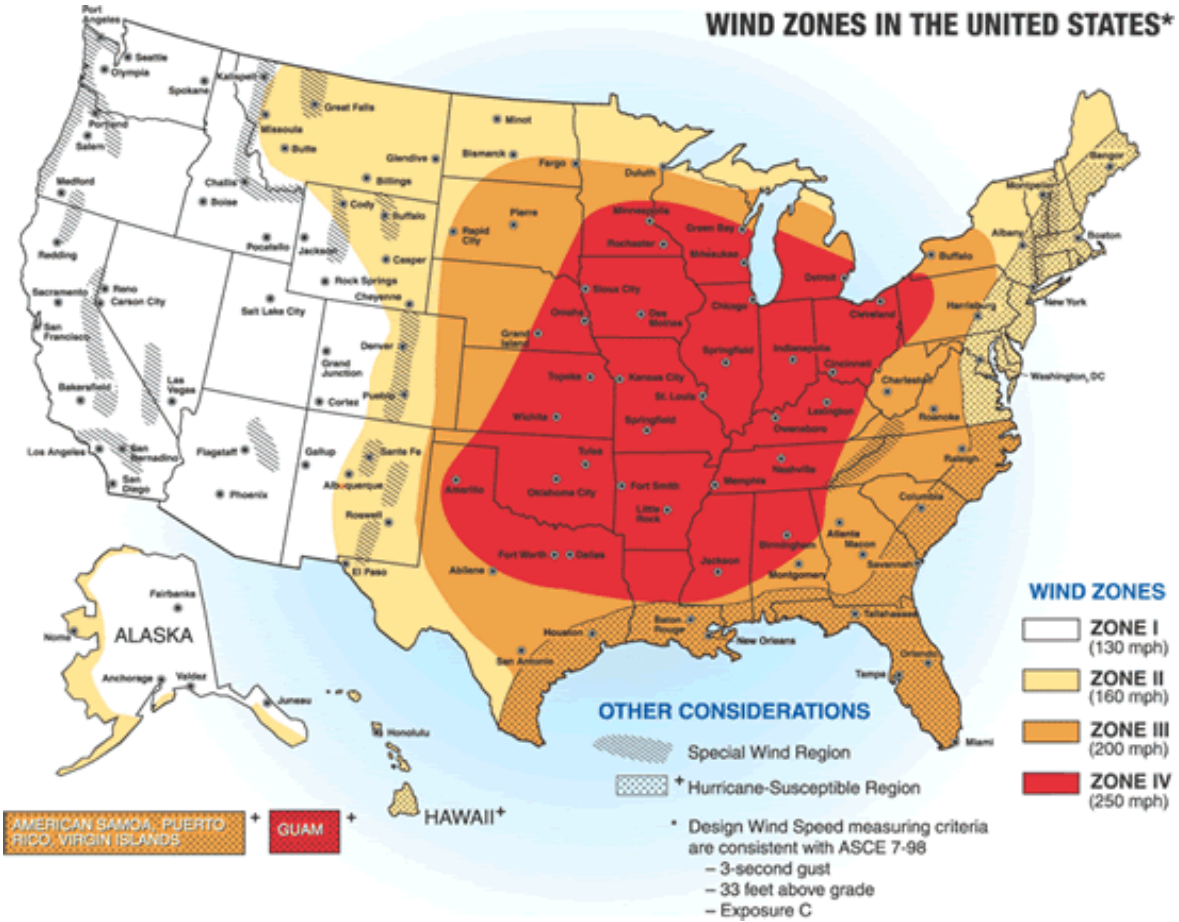 WIND ZONES IN THE UNITED STATES*
Port
Angeles
Seattle
Olympia
Spokane
Kalispell
Great Falls
Missoula
Butte
Glendive
Billings
Minot
Bismarck
Fargo
Duluth
Portland
Salem
Medford
Challis
Boise
Pocatello
Jackson
Cody
Buffalo
Casper
Rock Springs
Cheyenne
Rapid
City
Pierre
Minneapolis
Rochester
Green Bay
Milwaukee
Detroit
Buffalo
Albany
Montpelier
Bangor
Boston
New York
Redding
Sacramento
San
Francisco
Reno
Carson City
Salt Lake City
Grand
Junction
Denver
Pueblo
Cortez
Sioux City
Omaha
Des
Moines
Grand
Island
Chicago
Cleveland
Harrisburg
Washington, DC
Bakersfield
Las
Vegas
Los Angeles
San
Bernadino
San
Diego
Flagstaff
Phoenix
Gallup
Sante Fe
Albuquerque
Roswell
El Paso
Topeka
Kansas City
Wichita
Springfield
Springfield
St. Louis
Indianapolis
Cincinnati
Charleston
Lexington
Owensboro
Roanoke
Raleigh
Amarillo
Tulsa
Oklahoma City
Fort Smith
Little
Rock
Memphis
Nashville
Columbia
Atlanta
Macon
Savannah
Birmingham
Montgomery
Jackson
Fort Worth
Dallas
Abilene
San Antonio
Houston
Baton
Rouge
New Orleans
Tallahassee
Orlando
Tampa
Miami
ALASKA
Fairbanks
Nome
Anchorage
Valdez
Juneau
Honolulu
HAWAII+
AMERICAN SAMOA, PUERTO
RICO, VIRGIN ISLANDS
+
GUAM
+
OTHER CONSIDERATIONS
Special Wind Region
+ Hurricane-Susceptible Region
* Design Wind Speed measuring criteria
are consistent with ASCE 7-98
– 3-second gust
– 33 feet above grade
– Exposure C
WIND ZONES
ZONE I
(130 mph)
ZONE II
(160 mph)
ZONE III
(200 mph)
ZONE IV
(250 mph)